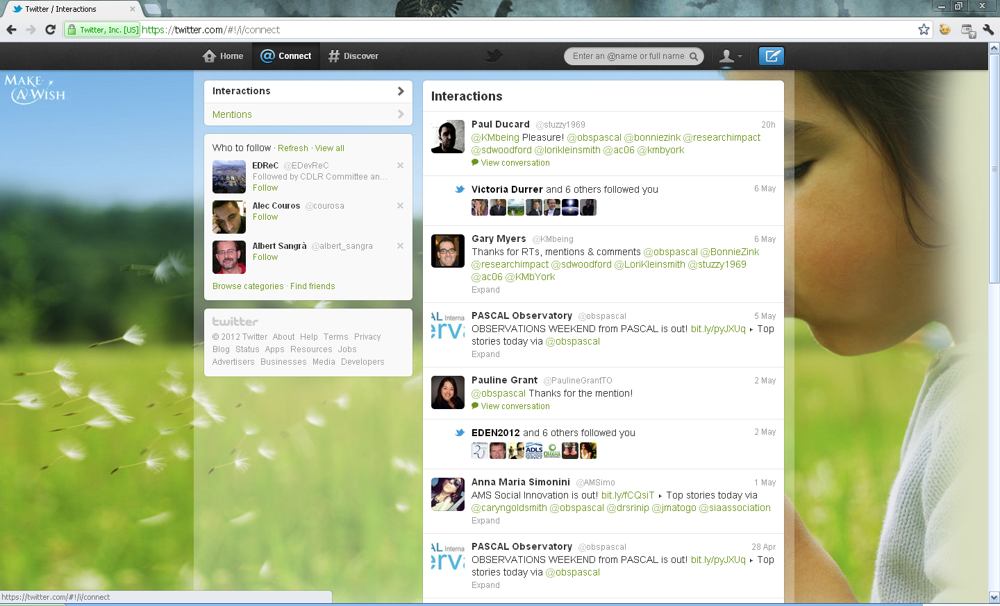 Twitter / Interactions
Twitter, Inc. [US] https://twitter.com/#!/i/connect
Home Connect Discover Enter an @name or full name
MAKE-A-WISH
Interactions
Mentions
Who to follow · Refresh · View all
EDReC @EDevReC
Followed by CDLR Committee an...
Follow
Alec Couros @courosa
Follow
Albert Sangrà @albert_sangra
Follow
Browse categories · Find friends
twitter
© 2012 Twitter About Help Terms Privacy
Blog Status Apps Resources Jobs
Advertisers Businesses Media Developers
Interactions
Paul Ducard @stuzzy1969 20h
@KMbeing Pleasure! @obspascal @bonniezink @researchimpact
@sdwoodford @lorikleinsmith @ac06 @kmbyork
View conversation
Victoria Durrer and 6 others followed you 6 May
Gary Myers @KMbeing 6 May
Thanks for RTs, mentions & comments @obspascal @BonnieZink
@researchimpact @sdwoodford @LoriKleinsmith @stuzzy1969
@ac06 @KMbYork
Expand
AL Interna
erva
PASCAL Observatory @obspascal 5 May
OBSERVATIONS WEEKEND from PASCAL is out! bit.ly/pyJXUq ▸ Top
stories today via @obspascal
Expand
Pauline Grant @PaulineGrantTO 2 May
@obspascal Thanks for the mention!
View conversation
EDEN2012 and 6 others followed you 2 May
ADLS
OMAHA
Anna Maria Simonini @AMSimo 1 May
AMS Social Innovation is out! bit.ly/fCQsiT ▸ Top stories today via
@caryngoldsmith @obspascal @drsrinip @jmatogo @siaassociation
Expand
AL Interna
erva
PASCAL Observatory @obspascal 28 Apr
OBSERVATIONS WEEKEND from PASCAL is out! bit.ly/pyJXUq ▸ Top
stories today via @obspascal
Expand
https://twitter.com/#!/i/connect